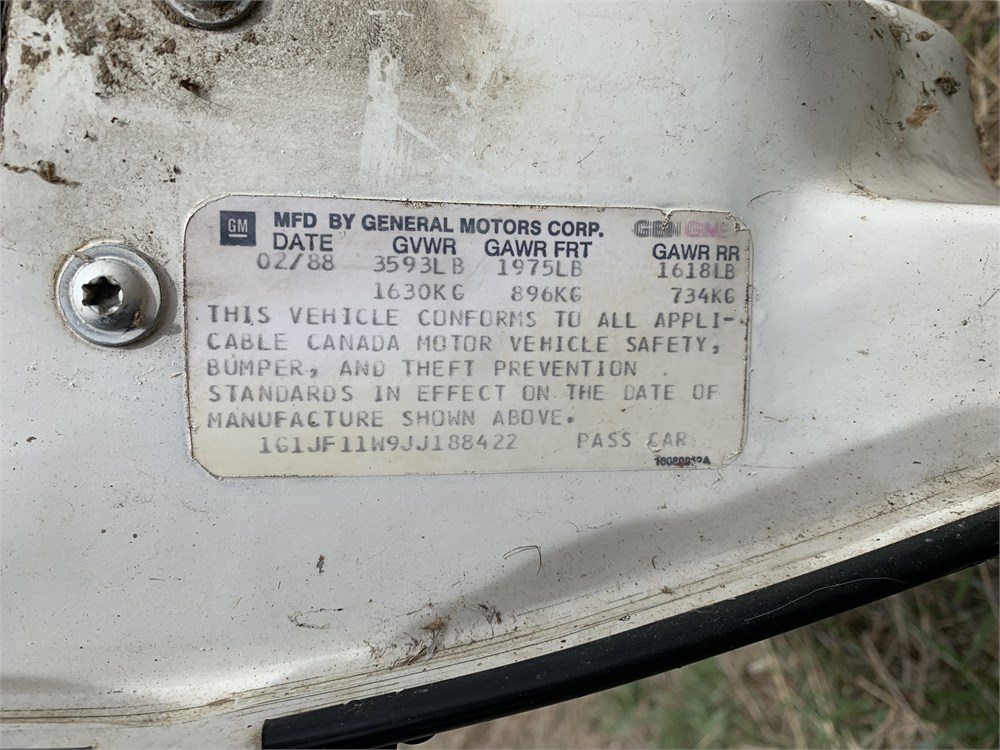 GM MFD BY GENERAL MOTORS CORP. GEN GME
DATE GVWR GAWR FRT GAWR RR
02/88 3593LB 1975LB 1618LB
1630KG 896KG 734KG
THIS VEHICLE CONFORMS TO ALL APPLI-
CABLE CANADA MOTOR VEHICLE SAFETY,
BUMPER, AND THEFT PREVENTION
STANDARDS IN EFFECT ON THE DATE OF
MANUFACTURE SHOWN ABOVE.
1G1JF11W9JJ188422 PASS CAR